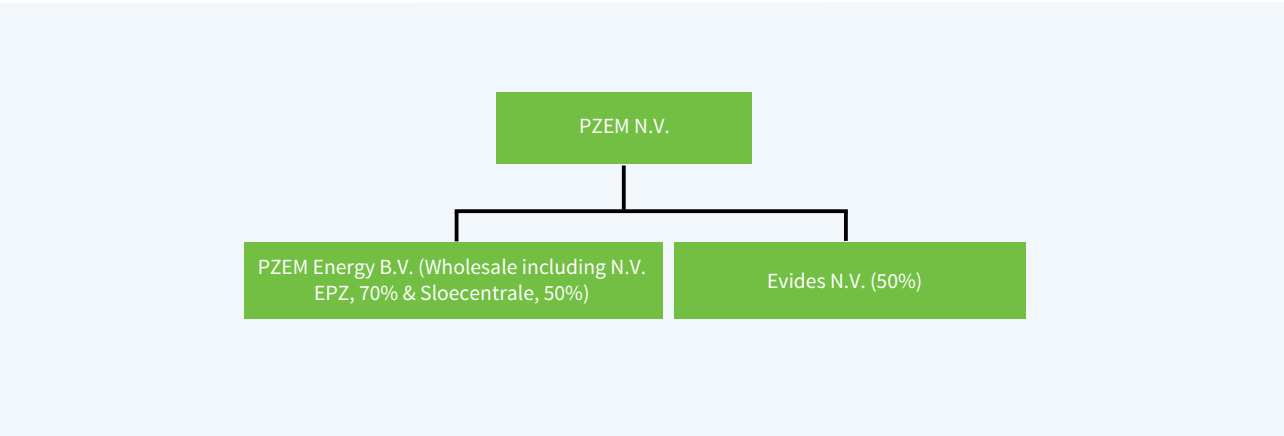 PZEM N.V.
PZEM Energy B.V. (Wholesale including N.V.
EPZ, 70% & Sloecentrale, 50%)
Evides N.V. (50%)